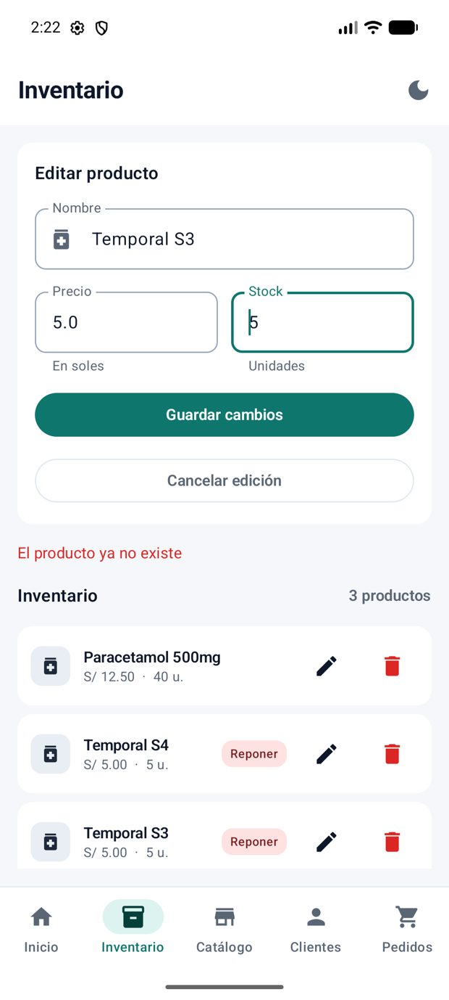 2:22
Inventario
Editar producto
Nombre
Temporal S3
Precio
5.0
En soles
Stock
5
Unidades
Guardar cambios
Cancelar edición
El producto ya no existe
Inventario
3 productos
Paracetamol 500mg
S/ 12.50 · 40 u.
Temporal S4
S/ 5.00 · 5 u.
Reponer
Temporal S3
S/ 5.00 · 5 u.
Reponer
Inicio
Inventario
Catálogo
Clientes
Pedidos